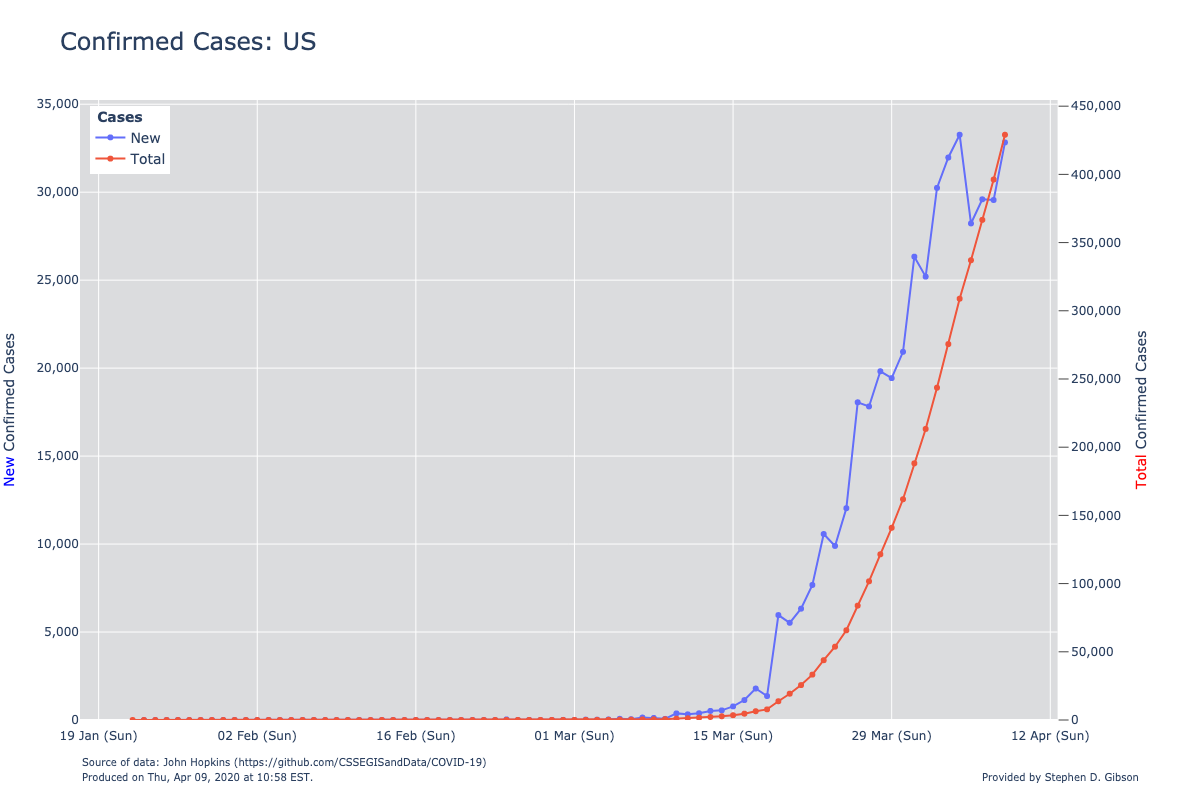 Confirmed Cases: US
Cases
New
Total
35,000
30,000
25,000
20,000
15,000
10,000
5,000
0
New Confirmed Cases
450,000
400,000
350,000
300,000
250,000
200,000
150,000
100,000
50,000
0
Total Confirmed Cases
19 Jan (Sun) 02 Feb (Sun) 16 Feb (Sun) 01 Mar (Sun) 15 Mar (Sun) 29 Mar (Sun) 12 Apr (Sun)
Source of data: John Hopkins (https://github.com/CSSEGISandData/COVID-19)
Produced on Thu, Apr 09, 2020 at 10:58 EST.
Provided by Stephen D. Gibson